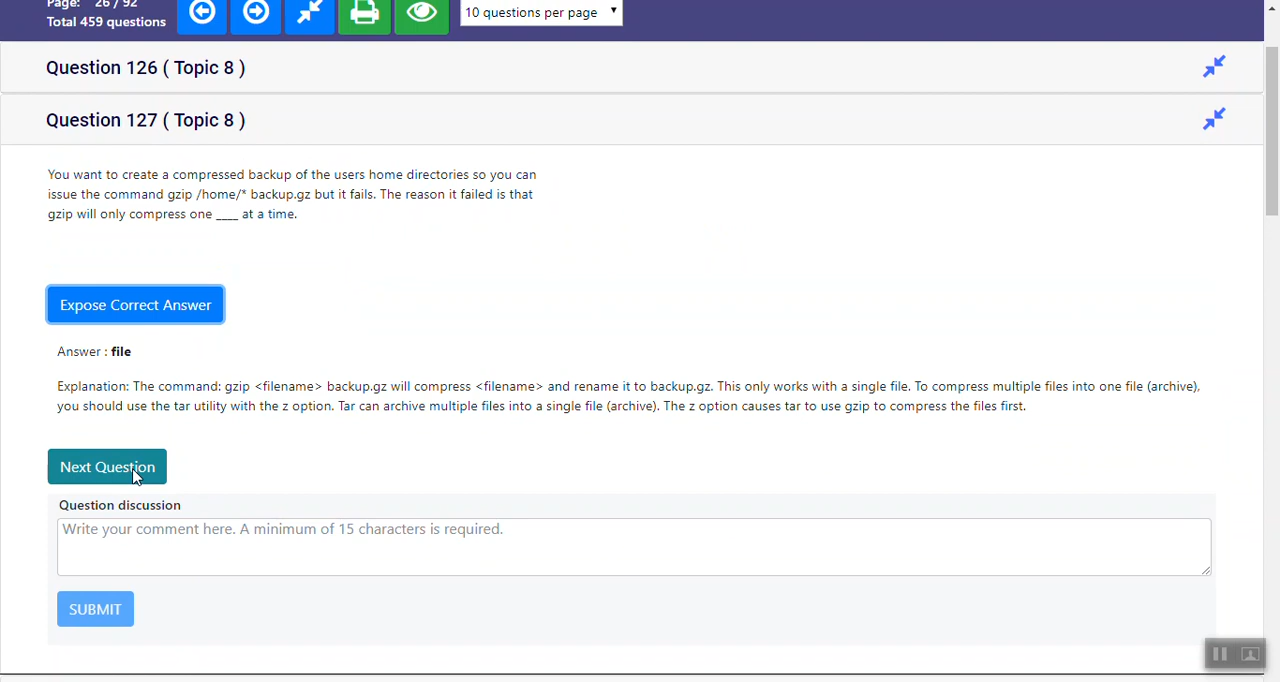 Page: 26 / 92
Total 459 questions
10 questions per page
Question 126 ( Topic 8 )
Question 127 ( Topic 8 )
You want to create a compressed backup of the users home directories so you can
issue the command gzip /home/* backup.gz but it fails. The reason it failed is that
gzip will only compress one ____ at a time.
Expose Correct Answer
Answer : file
Explanation: The command: gzip <filename> backup.gz will compress <filename> and rename it to backup.gz. This only works with a single file. To compress multiple files into one file (archive),
you should use the tar utility with the z option. Tar can archive multiple files into a single file (archive). The z option causes tar to use gzip to compress the files first.
Next Question
Question discussion
Write your comment here. A minimum of 15 characters is required.
SUBMIT